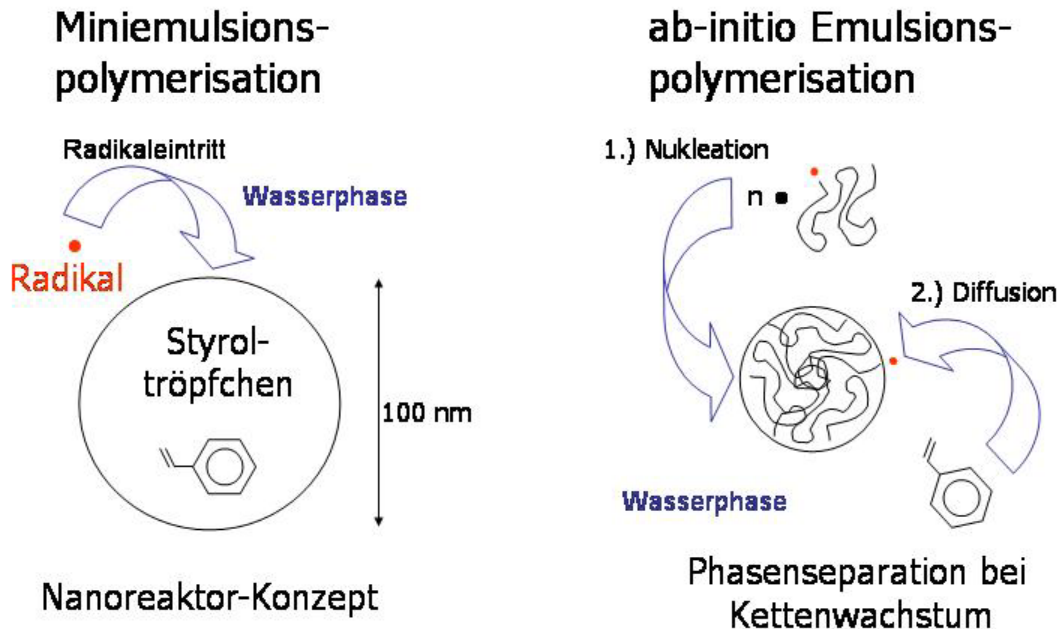 Miniemulsions-
polymerisation
Radikaleintritt
Wasserphase
Radikal
Styrol-
tröpfchen
100 nm
Nanoreaktor-Konzept
ab-initio Emulsions-
polymerisation
1.) Nukleation
n •
2.) Diffusion
Wasserphase
Phasenseparation bei
Kettenwachstum